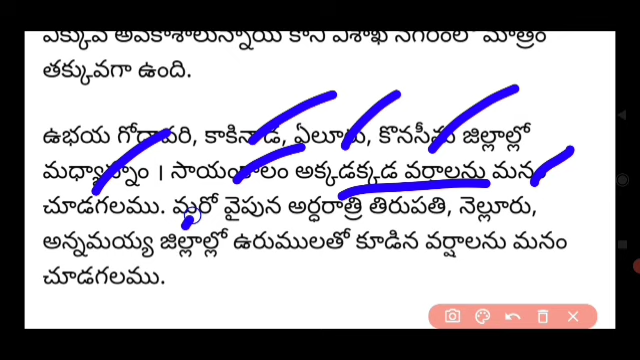 ఎక్కువ అవకాశాలున్నాయి కానీ విశాఖ నగరంలో మాత్రం
తక్కువగా ఉంది.
ఉభయ గోదావరి, కాకినాడ, ఏలూరు, కొనసీమ జిల్లాల్లో
మధ్యాహ్నం । సాయంకాలం అక్కడక్కడ వర్షాలను మనం
చూడగలము. మరో వైపున అర్ధరాత్రి తిరుపతి, నెల్లూరు,
అన్నమయ్య జిల్లాల్లో ఉరుములతో కూడిన వర్షాలను మనం
చూడగలము.